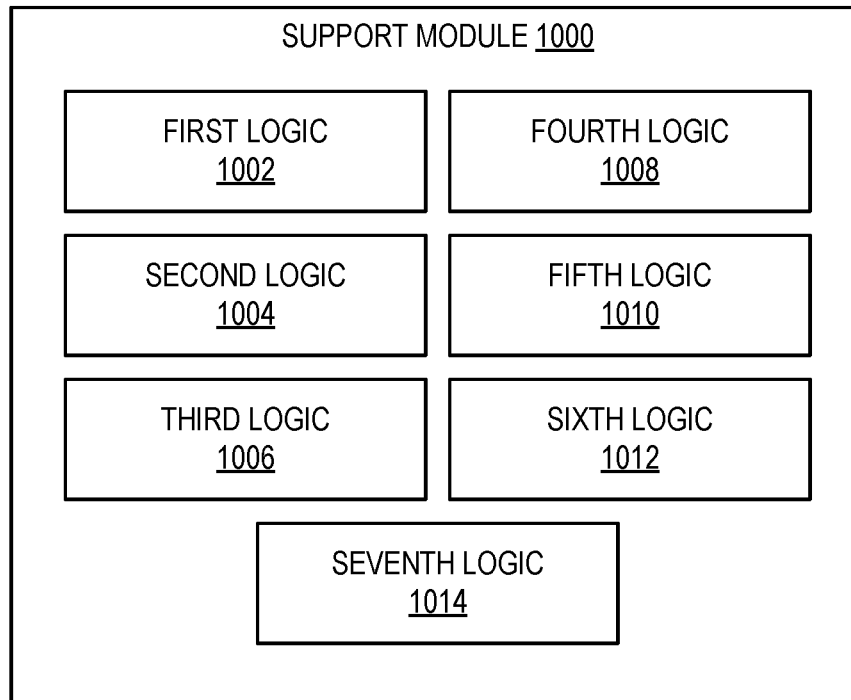 SUPPORT MODULE 1000
FIRST LOGIC
1002
FOURTH LOGIC
1008
SECOND LOGIC
1004
FIFTH LOGIC
1010
THIRD LOGIC
1006
SIXTH LOGIC
1012
SEVENTH LOGIC
1014